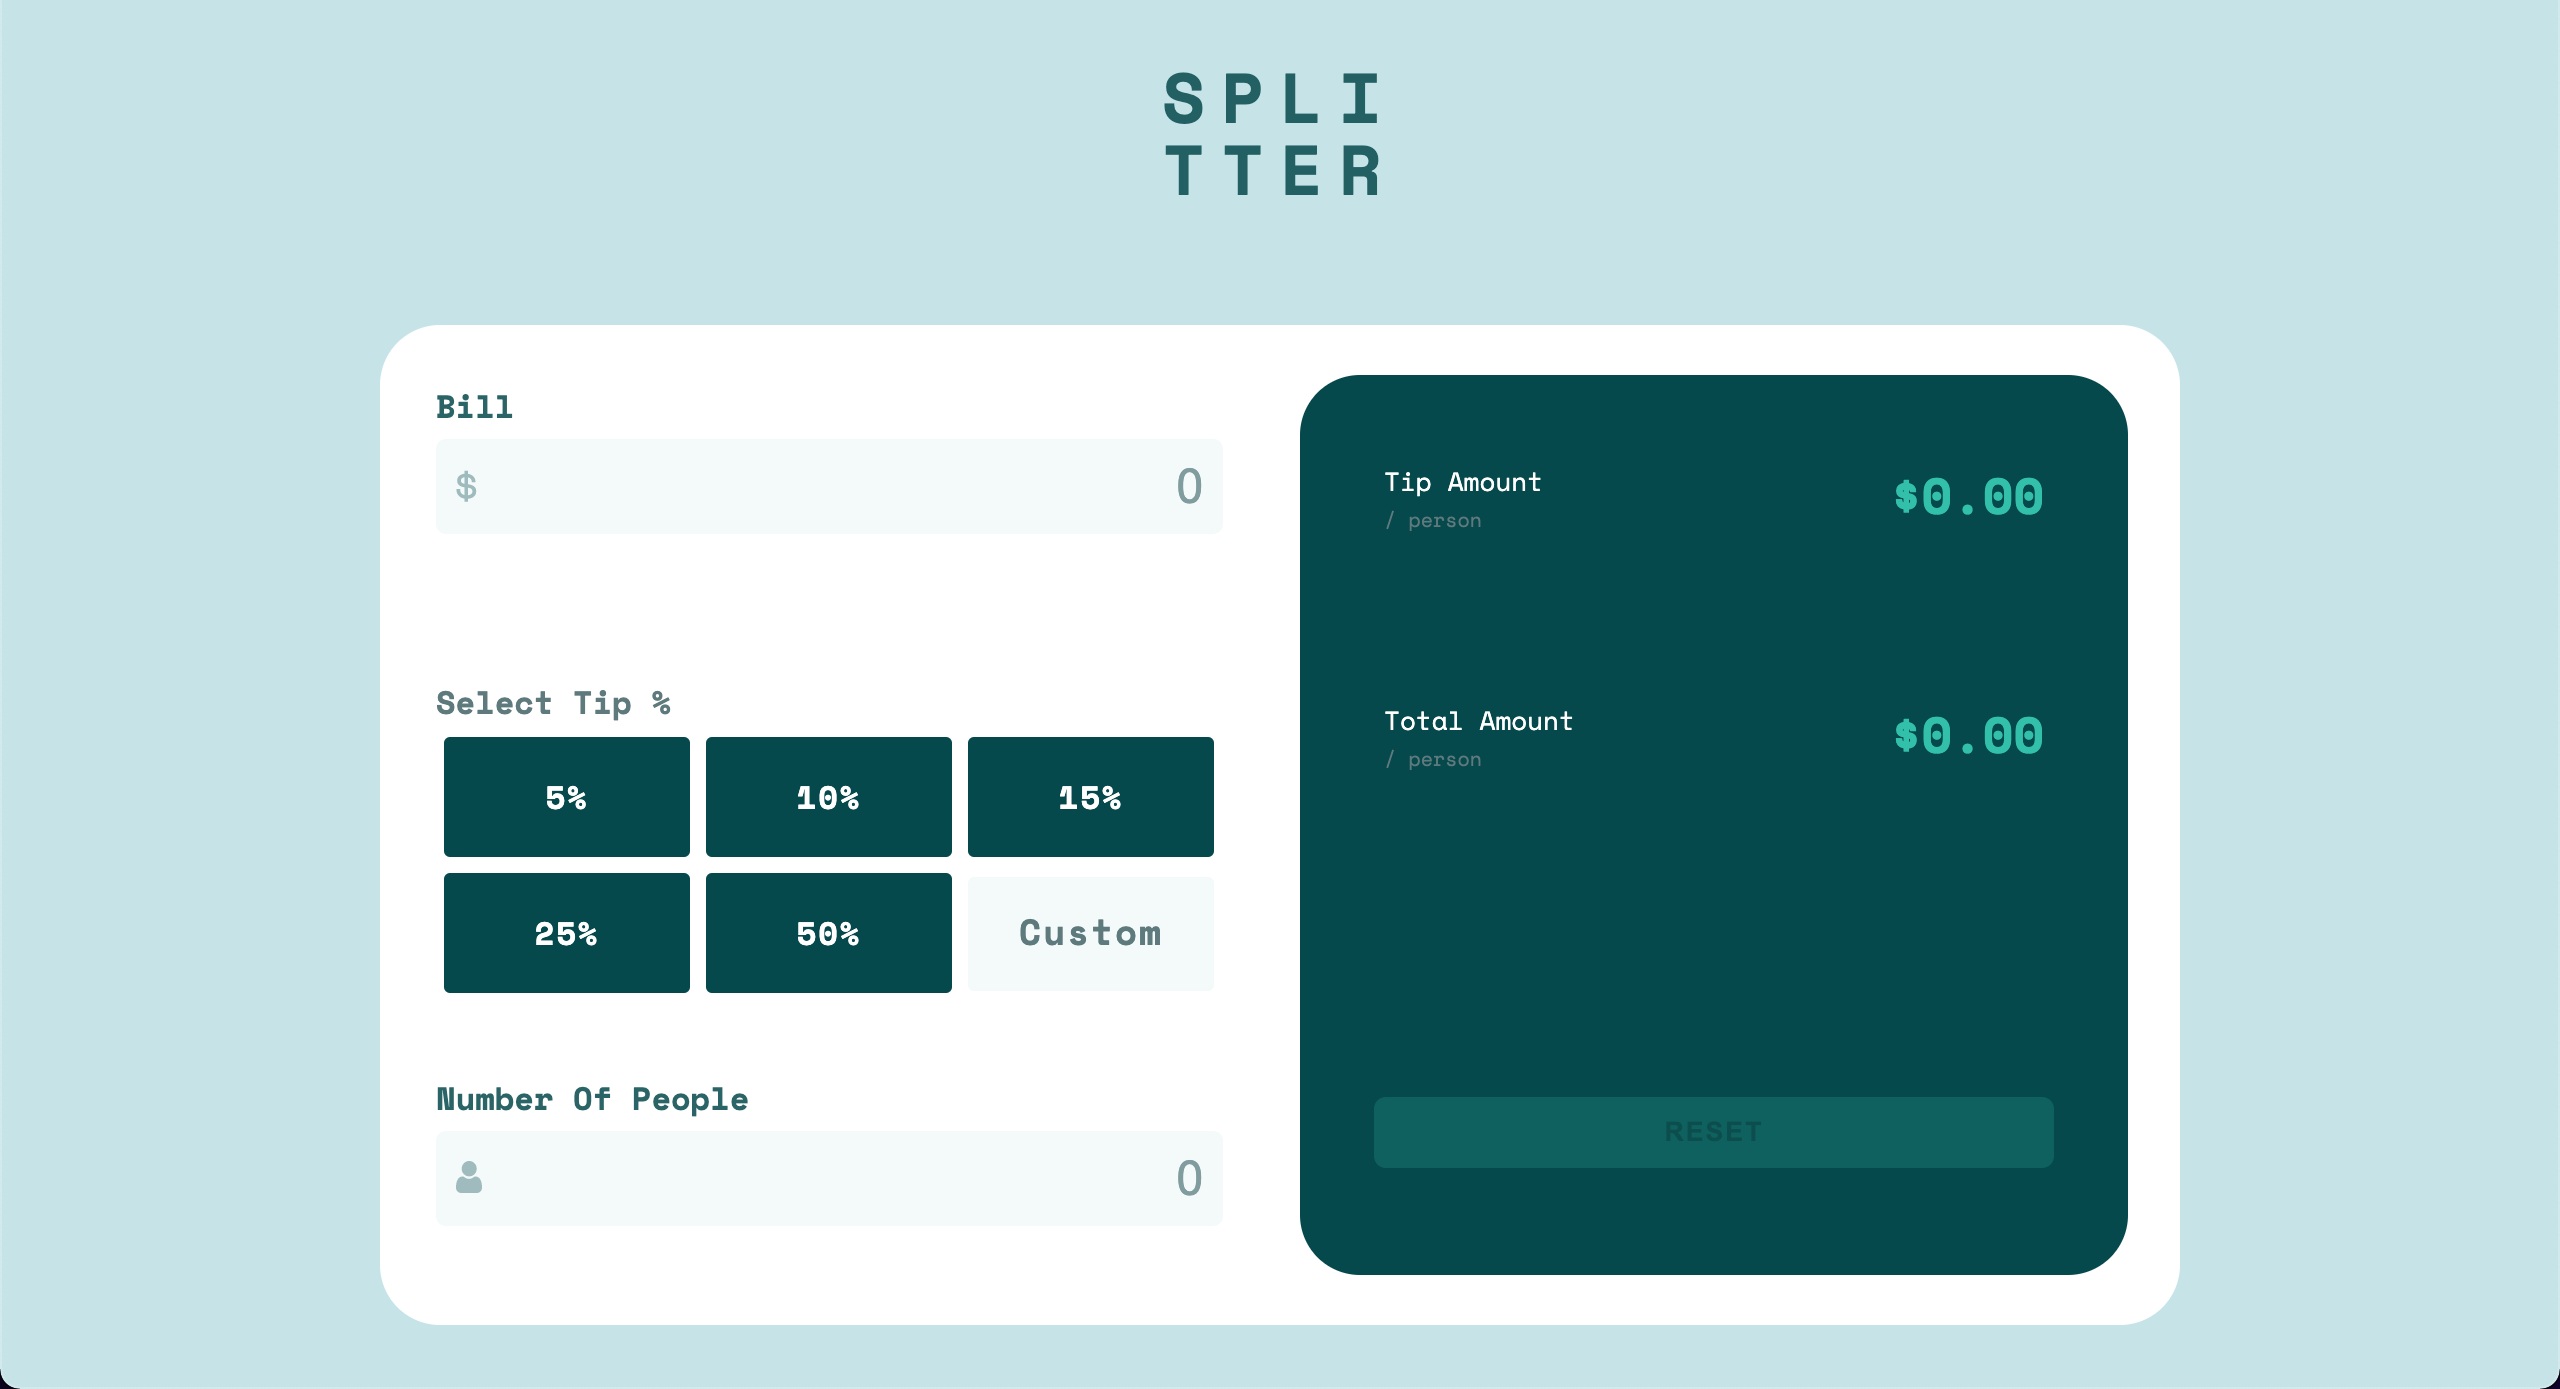 SPLI
TTER
Bill
$ 0
Select Tip %
5% 10% 15%
25% 50% Custom
Number Of People
0
Tip Amount
/ person
$0.00
Total Amount
/ person
$0.00
RESET